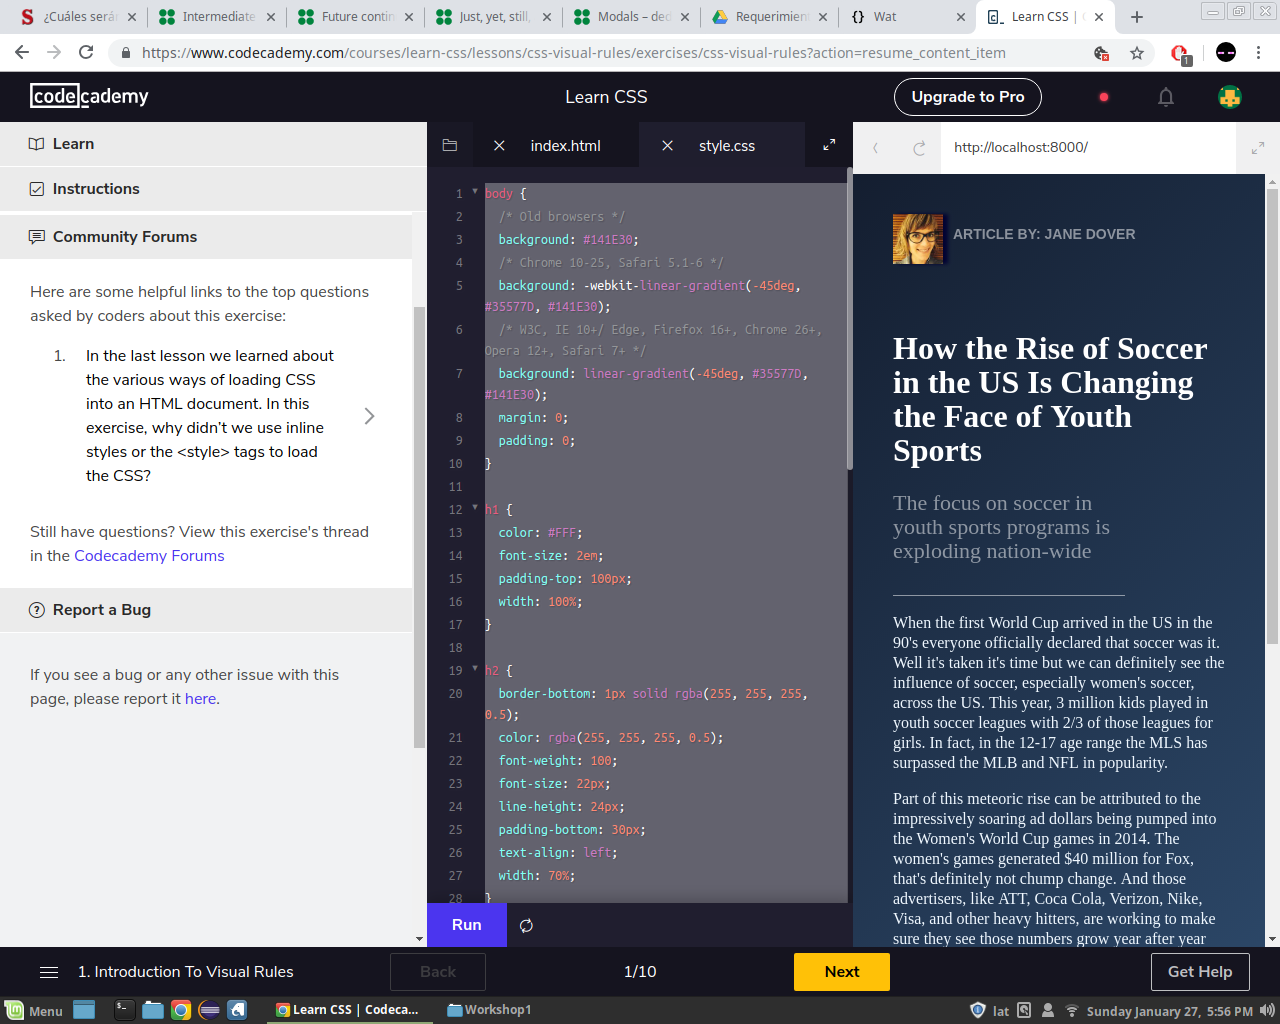 ¿Cuáles será
Intermediate
Future contin
Just, yet, still,
Modals – ded
Requerimien
{} Wat
Learn CSS | C
https://www.codecademy.com/courses/learn-css/lessons/css-visual-rules/exercises/css-visual-rules?action=resume_content_item
1
codecademy
Learn CSS
Upgrade to Pro
Learn
Instructions
Community Forums
Here are some helpful links to the top questions
asked by coders about this exercise:
1. In the last lesson we learned about
the various ways of loading CSS
into an HTML document. In this
exercise, why didn't we use inline
styles or the <style> tags to load
the CSS?
Still have questions? View this exercise's thread
in the Codecademy Forums
Report a Bug
If you see a bug or any other issue with this
page, please report it here.
index.html
style.css
1 body {
2 /* Old browsers */
3 background: #141E30;
4 /* Chrome 10-25, Safari 5.1-6 */
5 background: -webkit-linear-gradient(-45deg,
#35577D, #141E30);
6 /* W3C, IE 10+/ Edge, Firefox 16+, Chrome 26+,
Opera 12+, Safari 7+ */
7 background: linear-gradient(-45deg, #35577D,
#141E30);
8 margin: 0;
9 padding: 0;
10 }
11
12 h1 {
13 color: #FFF;
14 font-size: 2em;
15 padding-top: 100px;
16 width: 100%;
17 }
18
19 h2 {
20 border-bottom: 1px solid rgba(255, 255, 255,
0.5);
21 color: rgba(255, 255, 255, 0.5);
22 font-weight: 100;
23 font-size: 22px;
24 line-height: 24px;
25 padding-bottom: 30px;
26 text-align: left;
27 width: 70%;
28 }
Run
http://localhost:8000/
ARTICLE BY: JANE DOVER
How the Rise of Soccer
in the US Is Changing
the Face of Youth
Sports
The focus on soccer in
youth sports programs is
exploding nation-wide
When the first World Cup arrived in the US in the
90's everyone officially declared that soccer was it.
Well it's taken it's time but we can definitely see the
influence of soccer, especially women's soccer,
across the US. This year, 3 million kids played in
youth soccer leagues with 2/3 of those leagues for
girls. In fact, in the 12-17 age range the MLS has
surpassed the MLB and NFL in popularity.
Part of this meteoric rise can be attributed to the
impressively soaring ad dollars being pumped into
the Women's World Cup games in 2014. The
women's games generated $40 million for Fox,
that's definitely not chump change. And those
advertisers, like ATT, Coca Cola, Verizon, Nike,
Visa, and other heavy hitters, are working to make
sure they see those numbers grow year after year
1. Introduction To Visual Rules
Back
1/10
Next
Get Help
Menu
Learn CSS | Codeca...
Workshop1
lat
Sunday January 27, 5:56 PM